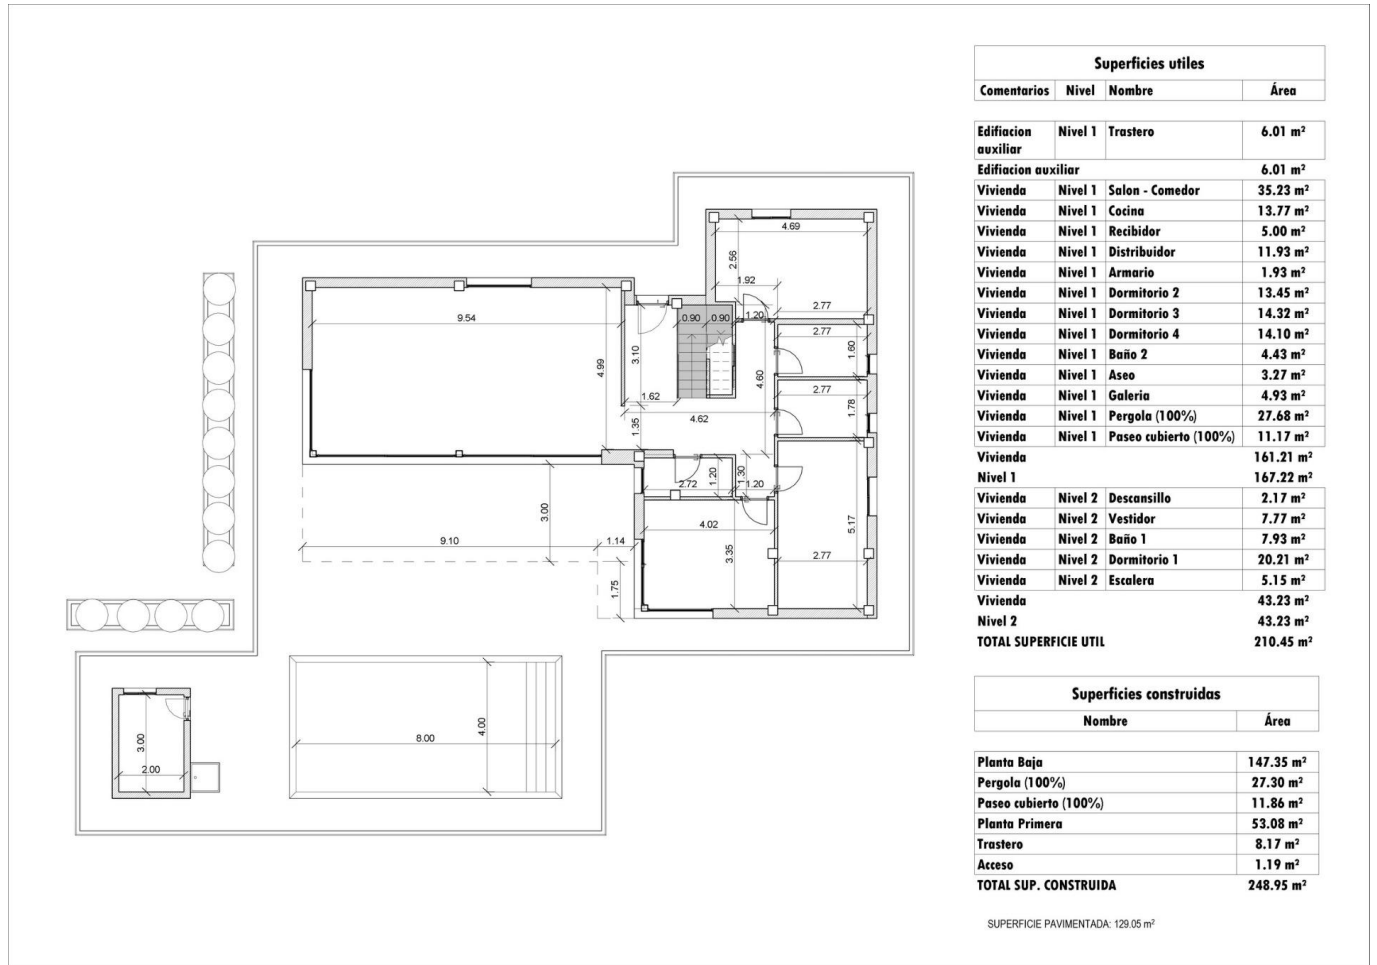 Superficies utiles
Comentarios Nivel Nombre Área
Edifiacion auxiliar Nivel 1 Trastero 6.01 m²
Edifiacion auxiliar 6.01 m²
Vivienda Nivel 1 Salon - Comedor 35.23 m²
Vivienda Nivel 1 Cocina 13.77 m²
Vivienda Nivel 1 Recibidor 5.00 m²
Vivienda Nivel 1 Distribuidor 11.93 m²
Vivienda Nivel 1 Armario 1.93 m²
Vivienda Nivel 1 Dormitorio 2 13.45 m²
Vivienda Nivel 1 Dormitorio 3 14.32 m²
Vivienda Nivel 1 Dormitorio 4 14.10 m²
Vivienda Nivel 1 Baño 2 4.43 m²
Vivienda Nivel 1 Aseo 3.27 m²
Vivienda Nivel 1 Galeria 4.93 m²
Vivienda Nivel 1 Pergola (100%) 27.68 m²
Vivienda Nivel 1 Paseo cubierto (100%) 11.17 m²
Vivienda 161.21 m²
Nivel 1 167.22 m²
Vivienda Nivel 2 Descansillo 2.17 m²
Vivienda Nivel 2 Vestidor 7.77 m²
Vivienda Nivel 2 Baño 1 7.93 m²
Vivienda Nivel 2 Dormitorio 1 20.21 m²
Vivienda Nivel 2 Escalera 5.15 m²
Vivienda 43.23 m²
Nivel 2 43.23 m²
TOTAL SUPERFICIE UTIL 210.45 m²
Superficies construidas
Nombre Área
Planta Baja 147.35 m²
Pergola (100%) 27.30 m²
Paseo cubierto (100%) 11.86 m²
Planta Primera 53.08 m²
Trastero 8.17 m²
Acceso 1.19 m²
TOTAL SUP. CONSTRUIDA 248.95 m²
SUPERFICIE PAVIMENTADA: 129.05 m²
4.69
2.56
1.92
2.77
9.54
0.90
0.90
1.20
2.77
1.60
3.10
4.99
4.60
1.62
2.77
1.78
4.62
1.35
1.20
1.30
2.72
1.20
3.00
4.02
5.17
9.10
1.14
3.35
2.77
1.75
4.00
8.00
3.00
2.00